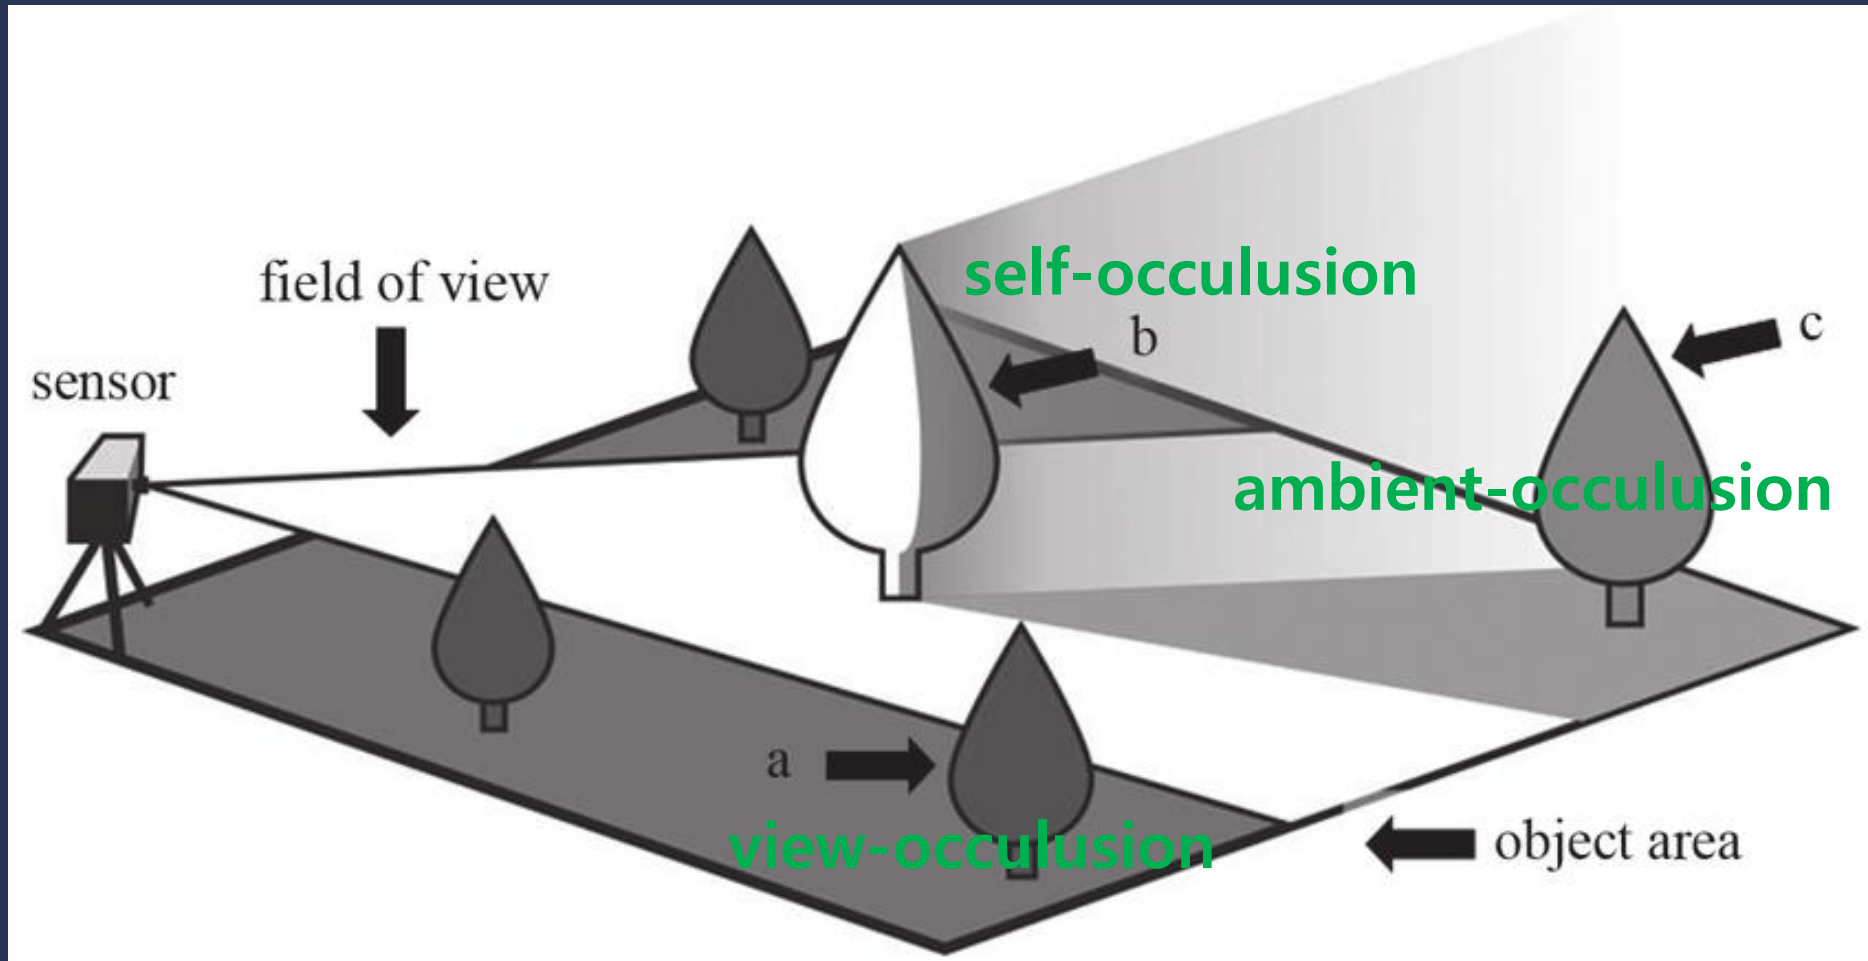 self-occulusion
field of view
b
c
sensor
ambient-occulusion
a
view-occulusion
object area